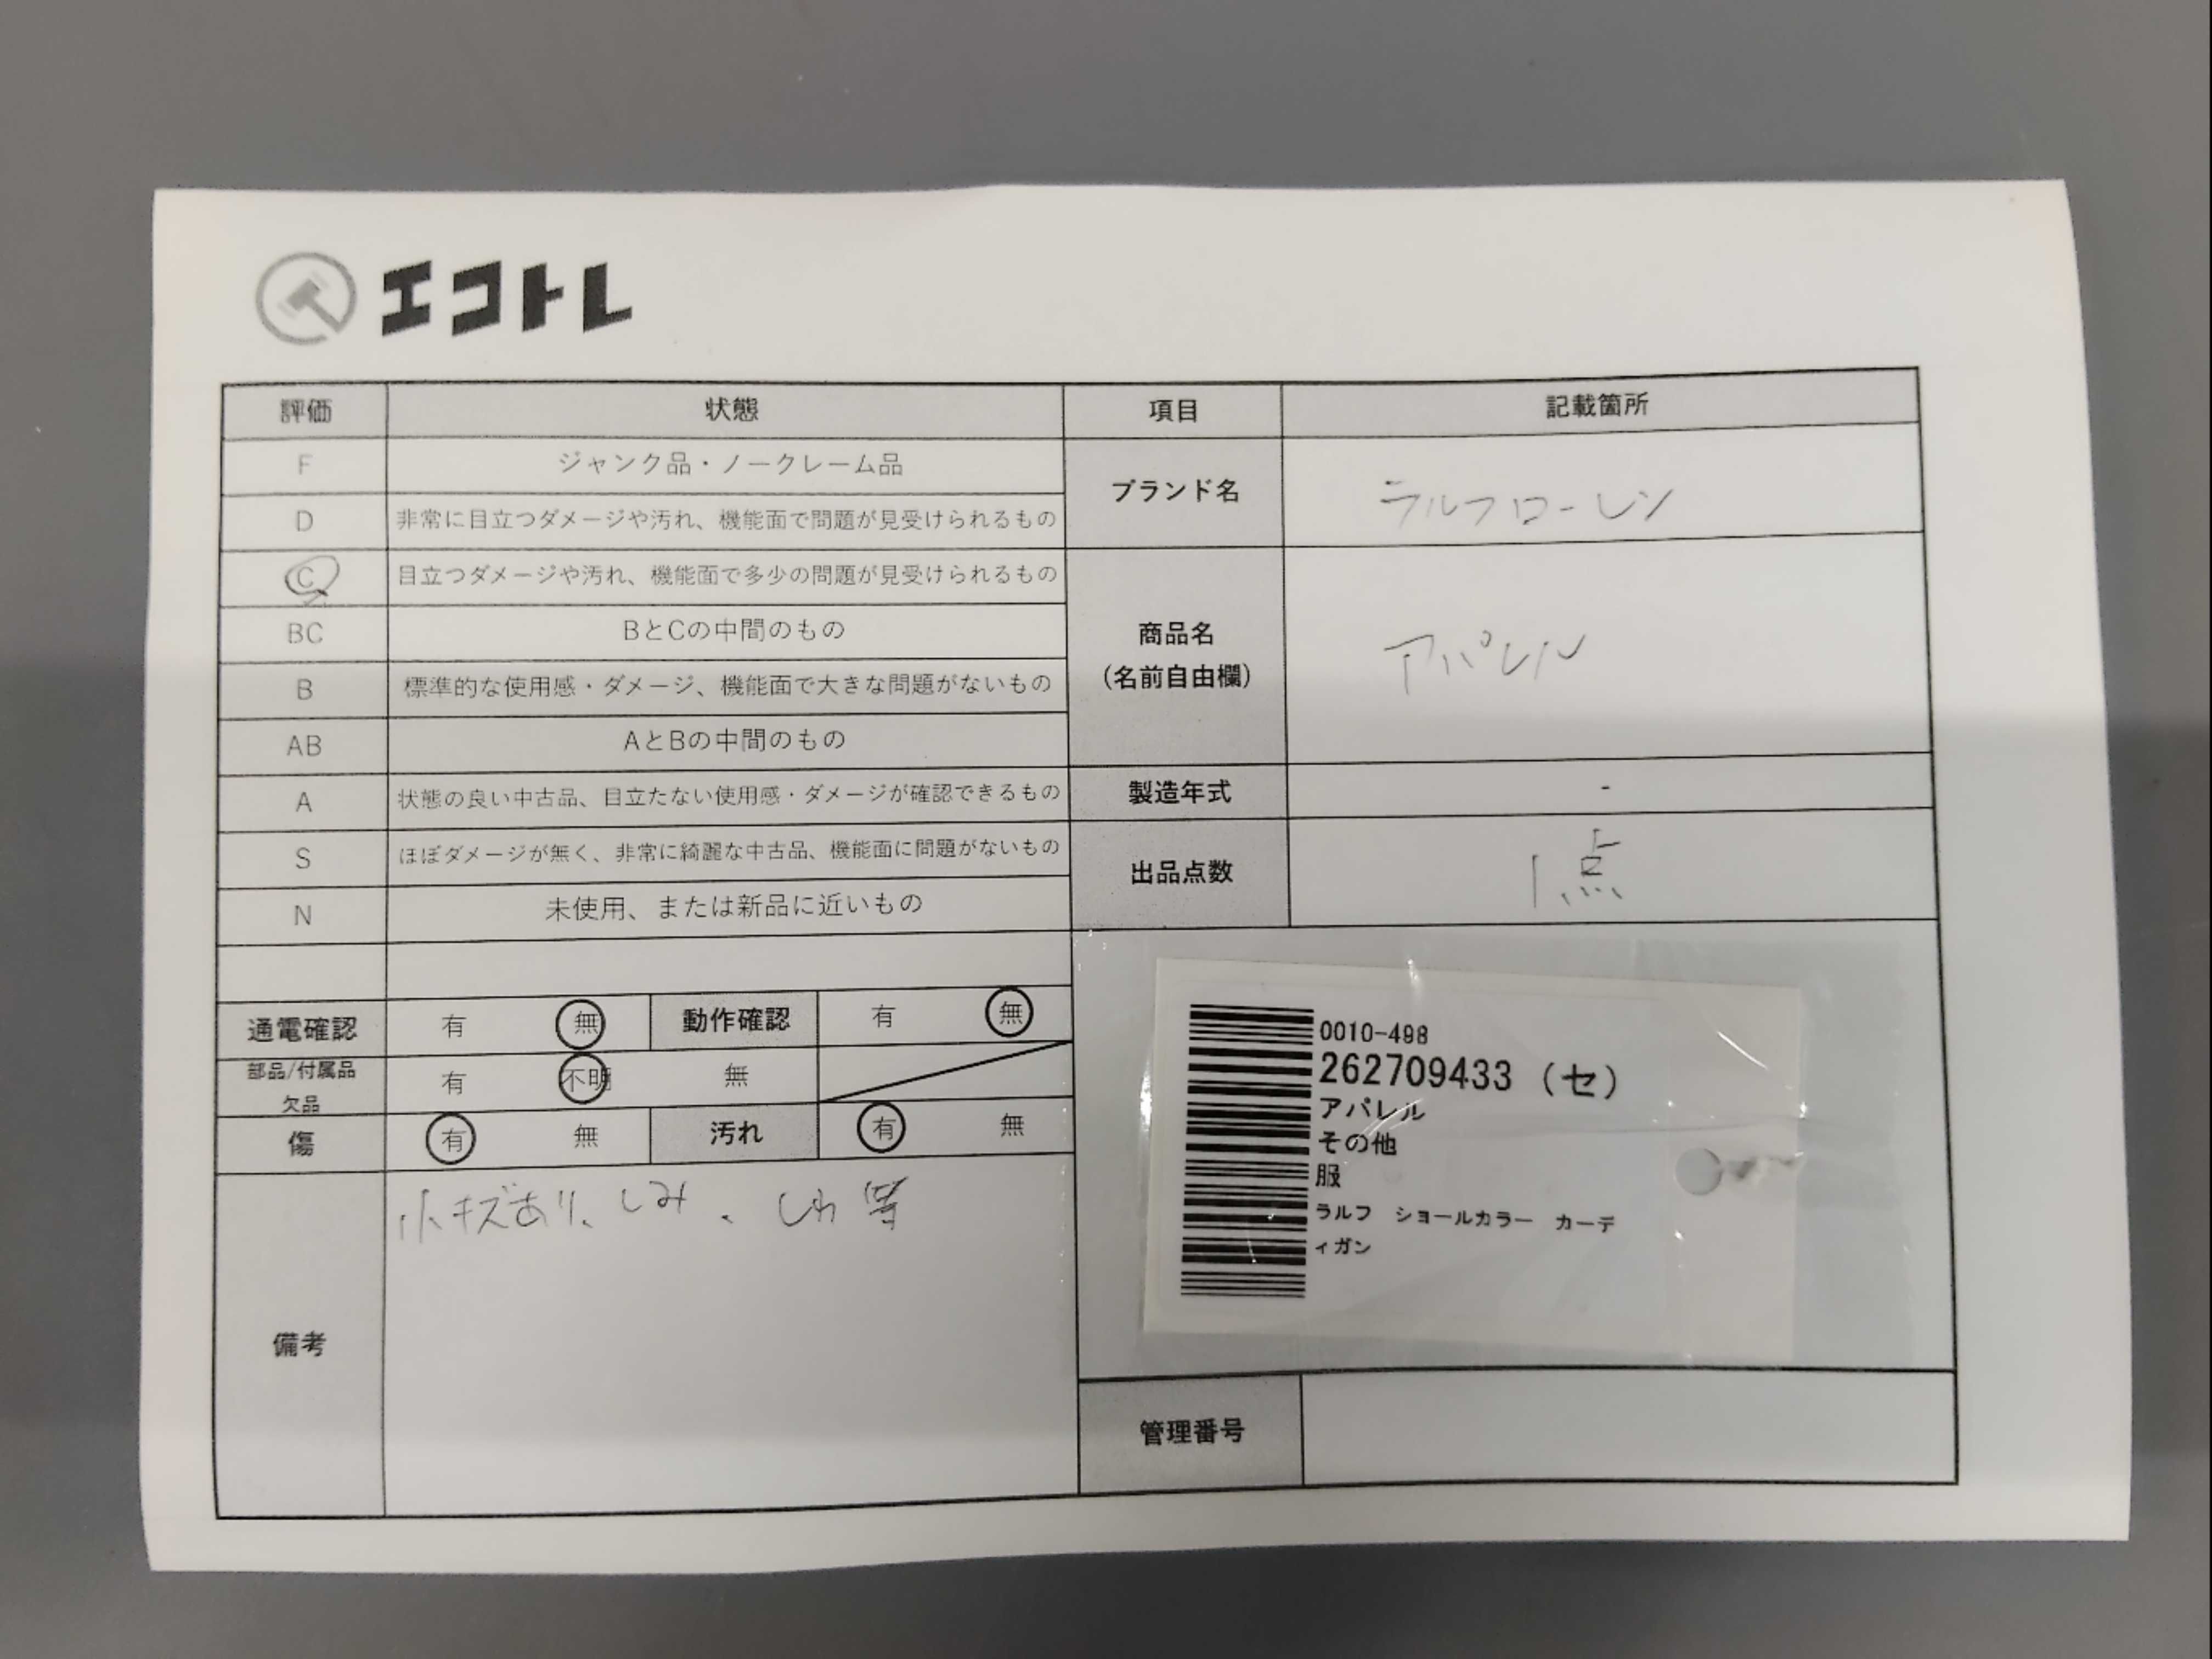 エコトレ
評価 状態 項目 記載箇所
F ジャンク品・ノークレーム品
D 非常に目立つダメージや汚れ、機能面で問題が見受けられるもの
ブランド名 ラルフローレン
C 目立つダメージや汚れ、機能面で多少の問題が見受けられるもの
BC BとCの中間のもの
B 標準的な使用感・ダメージ、機能面で大きな問題がないもの
AB AとBの中間のもの
商品名
(名前自由欄)
アパレル
A 状態の良い中古品、目立たない使用感・ダメージが確認できるもの
製造年式 -
S ほぼダメージが無く、非常に綺麗な中古品、機能面に問題がないもの
N 未使用、または新品に近いもの
出品点数 1点
通電確認 有 無 動作確認 有 無
部品/付属品
欠品
有 不明 無
傷 有 無 汚れ 有 無
備考
小キズあり、しみ、しわ 等
0010-498
262709433 (セ)
アパレル
その他
服
ラルフ ショールカラー カーデ
ィガン
管理番号